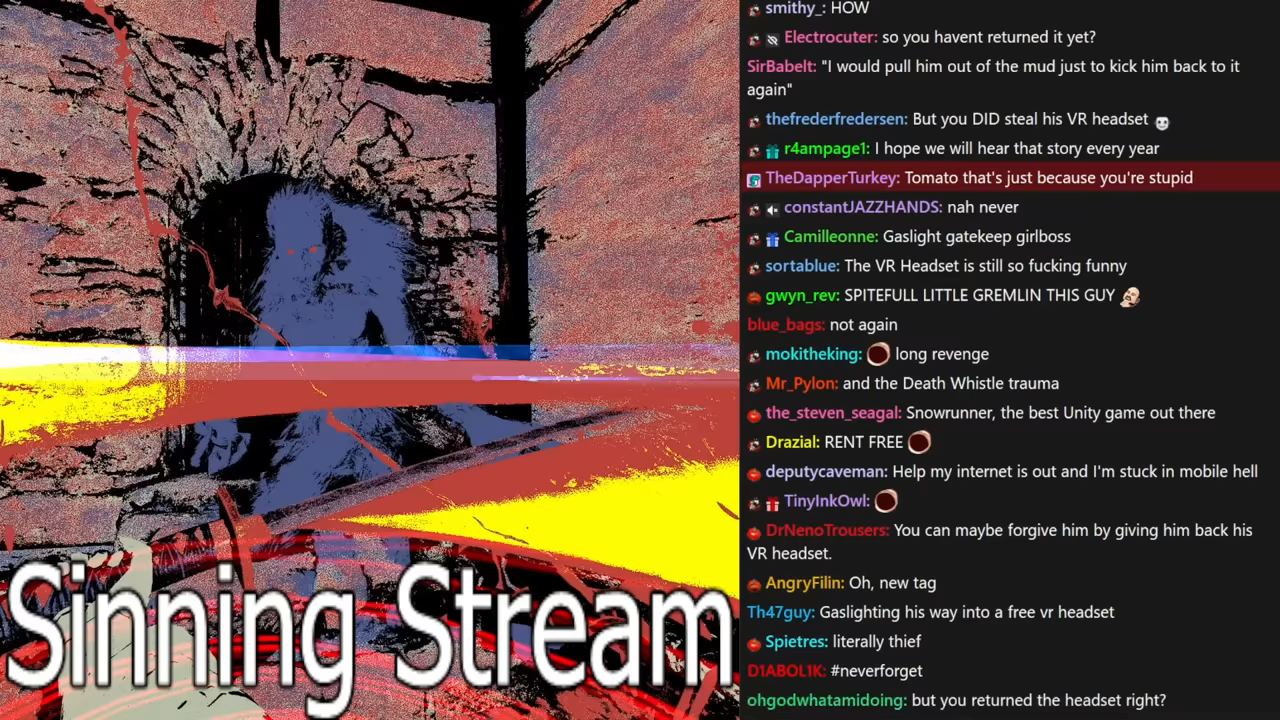 smithy_: HOW
Electrocuter: so you havent returned it yet?
SirBabelt: "I would pull him out of the mud just to kick him back to it
again"
thefrederfredersen: But you DID steal his VR headset
r4ampage1: I hope we will hear that story every year
TheDapperTurkey: Tomato that's just because you're stupid
constantJAZZHANDS: nah never
Camilleonne: Gaslight gatekeep girlboss
sortablue: The VR Headset is still so fucking funny
gwyn_rev: SPITEFULL LITTLE GREMLIN THIS GUY
blue_bags: not again
mokitheking: long revenge
Mr_Pylon: and the Death Whistle trauma
the_steven_seagal: Snowrunner, the best Unity game out there
Drazial: RENT FREE
deputycaveman: Help my internet is out and I'm stuck in mobile hell
TinyInkOwl:
DrNenoTrousers: You can maybe forgive him by giving him back his
VR headset.
AngryFilin: Oh, new tag
Th47guy: Gaslighting his way into a free vr headset
Spietres: literally thief
D1ABOL1K: #neverforget
ohgodwhatamidoing: but you returned the headset right?
Sinning Stream